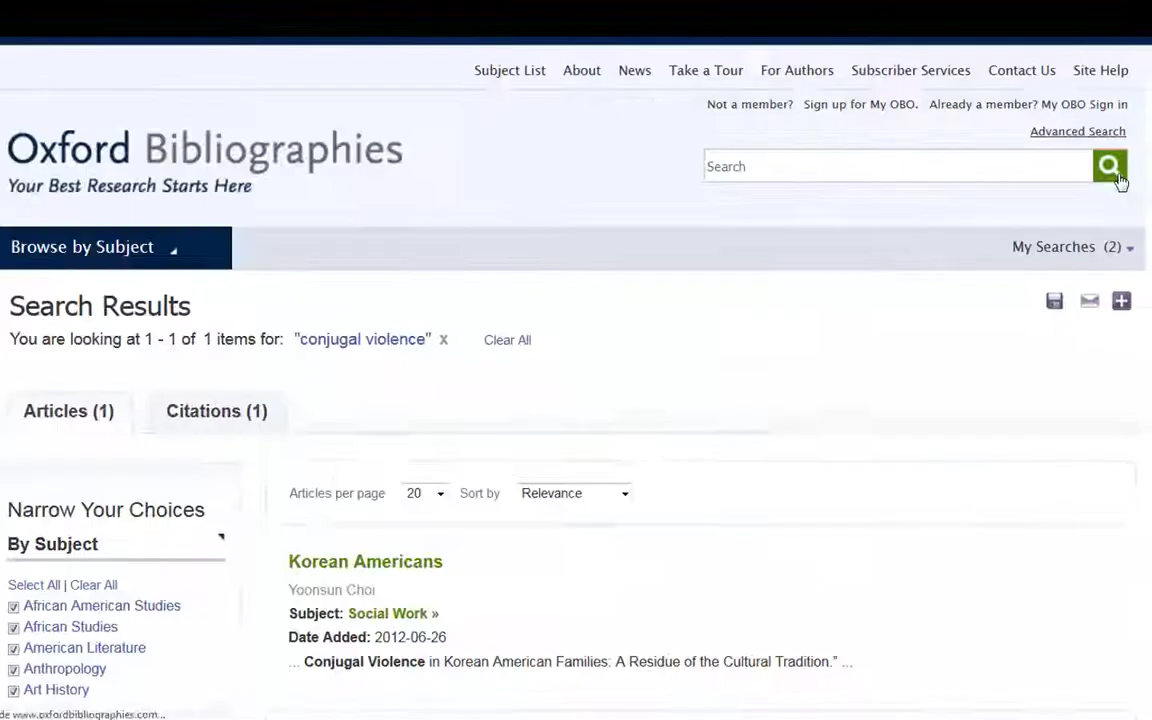 Subject List About News Take a Tour For Authors Subscriber Services Contact Us Site Help
Not a member? Sign up for My OBO. Already a member? My OBO Sign in
Advanced Search
Oxford Bibliographies
Your Best Research Starts Here
Search
Browse by Subject
My Searches (2)
Search Results
You are looking at 1 - 1 of 1 items for: "conjugal violence" x Clear All
Articles (1) Citations (1)
Articles per page 20 Sort by Relevance
Narrow Your Choices
By Subject
Select All | Clear All
African American Studies
African Studies
American Literature
Anthropology
Art History
Korean Americans
Yoonsun Choi
Subject: Social Work »
Date Added: 2012-06-26
... Conjugal Violence in Korean American Families: A Residue of the Cultural Tradition.” ...
de www.oxfordbibliographies.com...